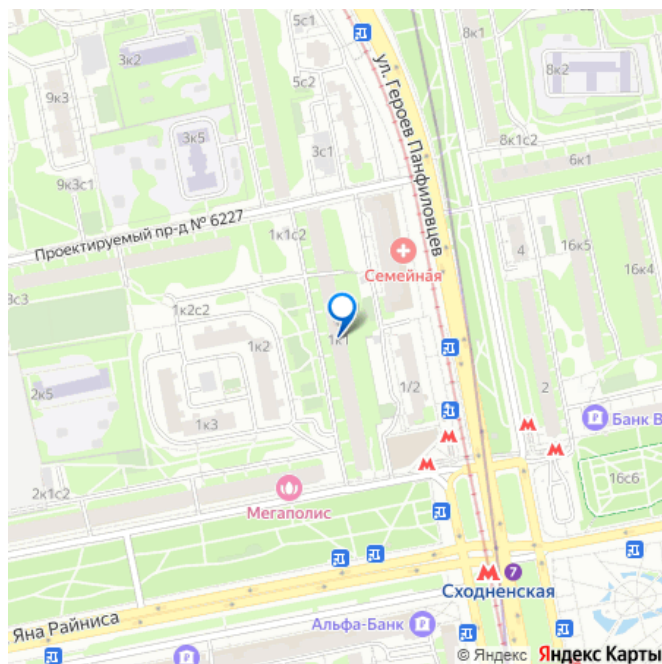 5с1
3к2
8к1
8к2
ул. Героев Панфиловцев
9к3
5с2
3к5
3с1
8к1с2
6к1
9к3с1
Проектируемый пр-д № 6227
1к1с2
4
16к5
16к4
Семейная
3с3
1к2с2
1к1
1к2
2к5
1/2
2
Банк В
1к3
16с6
2к1с2
Мегаполис
7
Сходненская
Яна Райниса
Альфа-Банк
© Яндекс Яндекс Карты